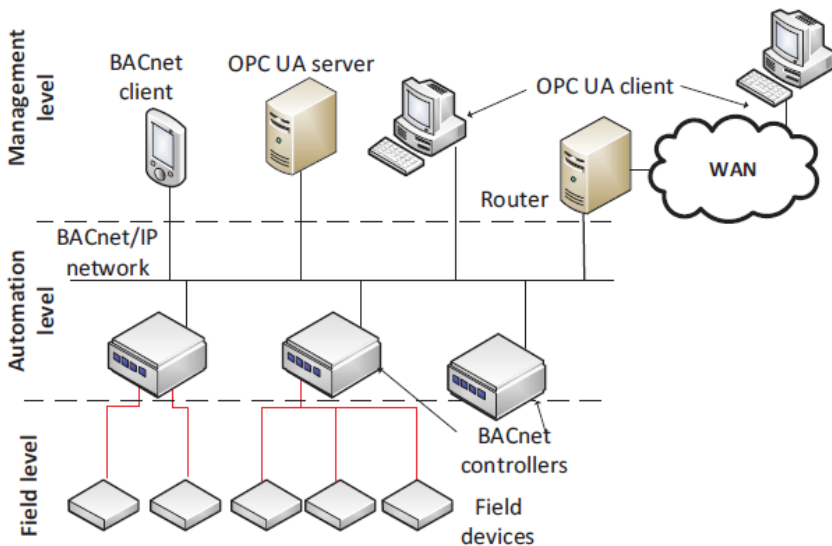 Management
level
BACnet
client
OPC UA server
OPC UA client
Router
WAN
Automation
level
BACnet/IP
network
Field level
BACnet
controllers
Field
devices